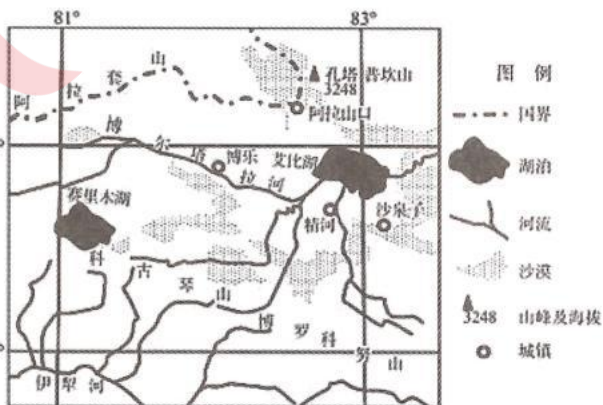 81° 83°
阿拉套山
孔塔普坎山
3248
阿拉山口
博尔塔拉河
博乐
艾比湖
赛里木湖
精河
沙泉子
科古琴山
博罗科努山
伊犁河
图例
国界
湖泊
河流
沙漠
3248 山峰及海拔
城镇